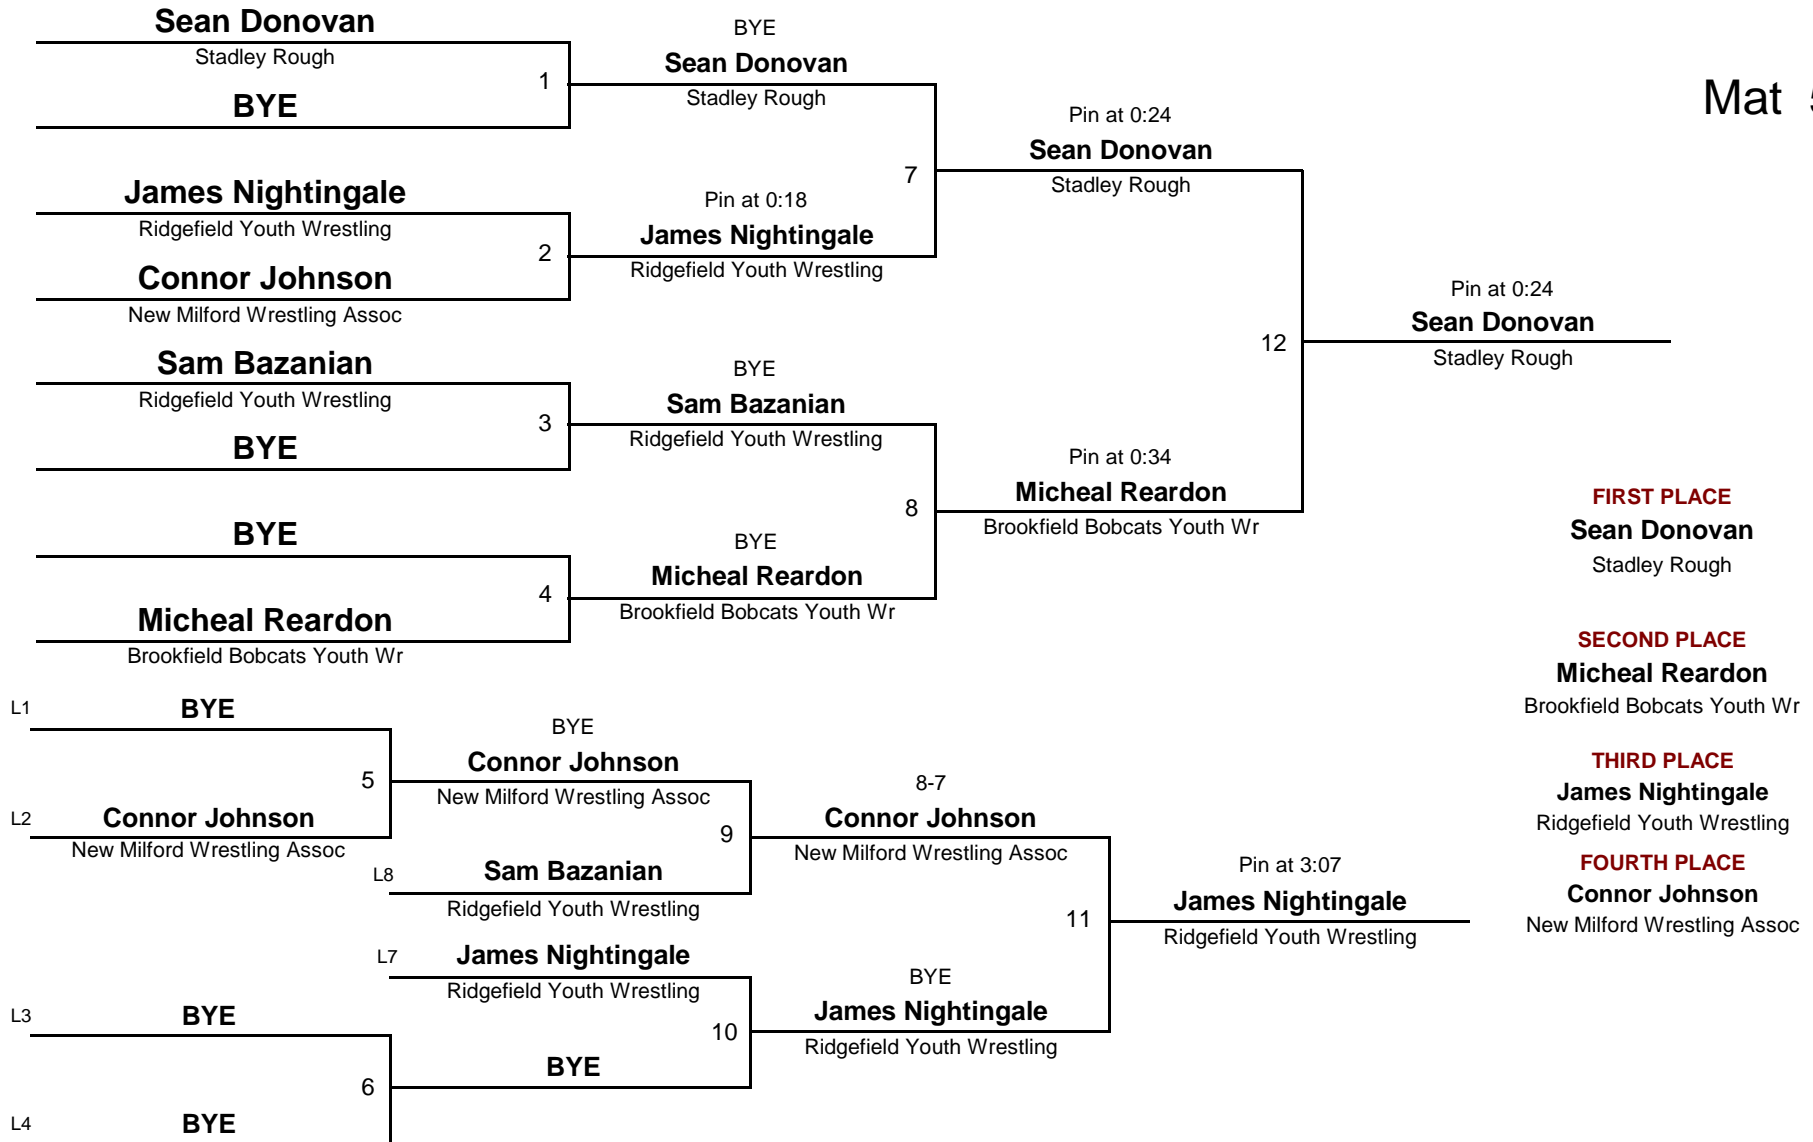 Sean Donovan
Stadley Rough
1
BYE
James Nightingale
Ridgefield Youth Wrestling
2
Connor Johnson
New Milford Wrestling Assoc
Sam Bazanian
Ridgefield Youth Wrestling
3
BYE
BYE
4
Micheal Reardon
Brookfield Bobcats Youth Wr
BYE
Sean Donovan
Stadley Rough
7
Pin at 0:18
James Nightingale
Ridgefield Youth Wrestling
BYE
Sam Bazanian
Ridgefield Youth Wrestling
8
BYE
Micheal Reardon
Brookfield Bobcats Youth Wr
Pin at 0:24
Sean Donovan
Stadley Rough
12
Pin at 0:34
Micheal Reardon
Brookfield Bobcats Youth Wr
Pin at 0:24
Sean Donovan
Stadley Rough
Mat 5
FIRST PLACE
Sean Donovan
Stadley Rough
SECOND PLACE
Micheal Reardon
Brookfield Bobcats Youth Wr
THIRD PLACE
James Nightingale
Ridgefield Youth Wrestling
FOURTH PLACE
Connor Johnson
New Milford Wrestling Assoc
L1 BYE
5
L2 Connor Johnson
New Milford Wrestling Assoc
BYE
Connor Johnson
New Milford Wrestling Assoc
9
L8 Sam Bazanian
Ridgefield Youth Wrestling
L7 James Nightingale
Ridgefield Youth Wrestling
10
BYE
L3 BYE
6
L4 BYE
8-7
Connor Johnson
New Milford Wrestling Assoc
11
BYE
James Nightingale
Ridgefield Youth Wrestling
Pin at 3:07
James Nightingale
Ridgefield Youth Wrestling